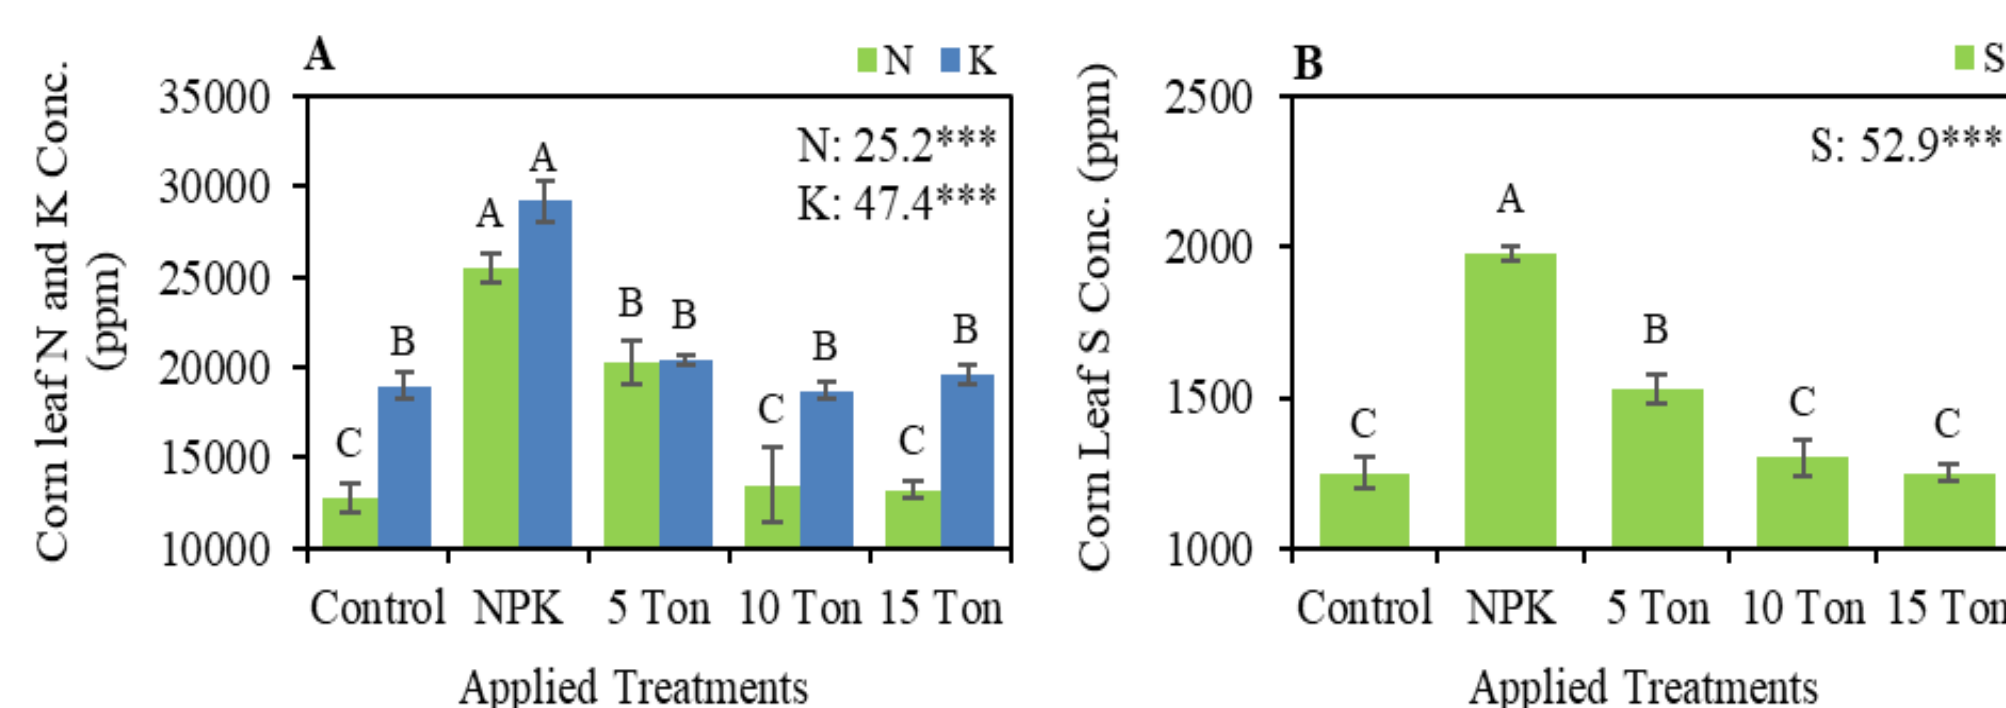 A
N K
Corn leaf N and K Conc.
(ppm)
35000
30000
25000
20000
15000
10000
N: 25.2***
K: 47.4***
C B A A B B C B C B
Control NPK 5 Ton 10 Ton 15 Ton
Applied Treatments
B
S
Corn Leaf S Conc. (ppm)
2500
2000
1500
1000
S: 52.9***
C A B C C
Control NPK 5 Ton 10 Ton 15 Ton
Applied Treatments